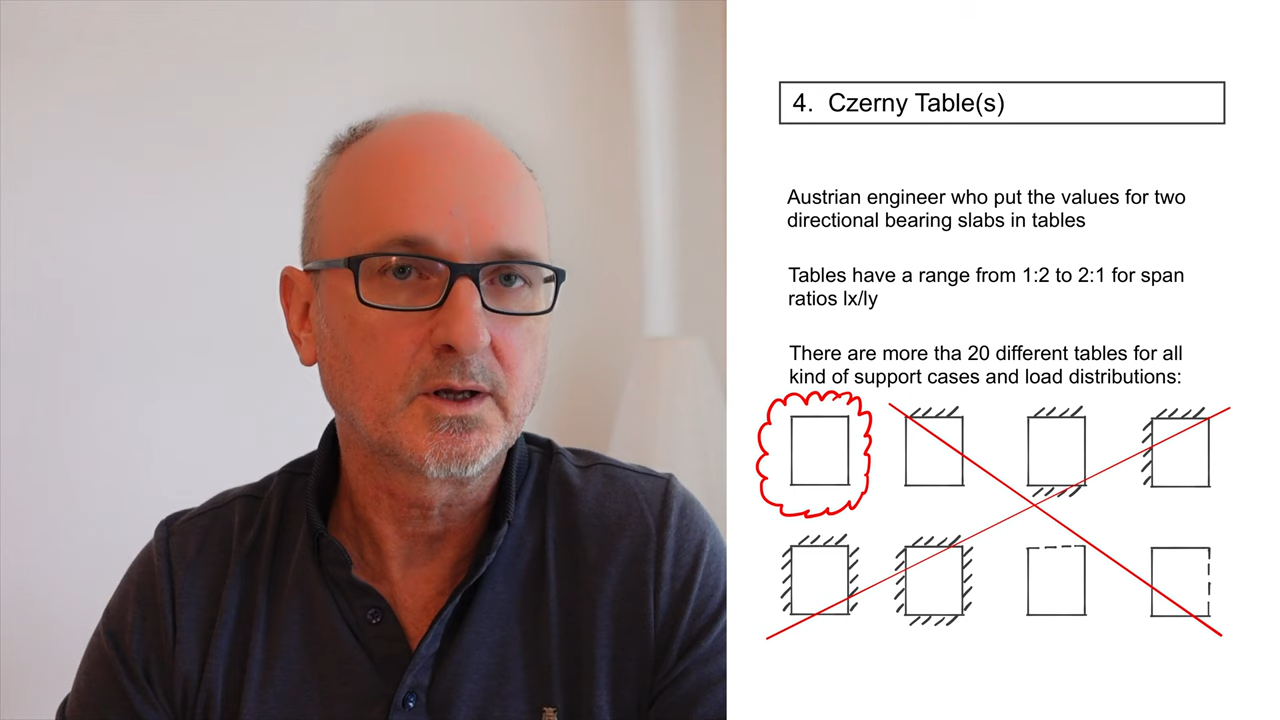 4. Czerny Table(s)
Austrian engineer who put the values for two
directional bearing slabs in tables
Tables have a range from 1:2 to 2:1 for span
ratios lx/ly
There are more tha 20 different tables for all
kind of support cases and load distributions: